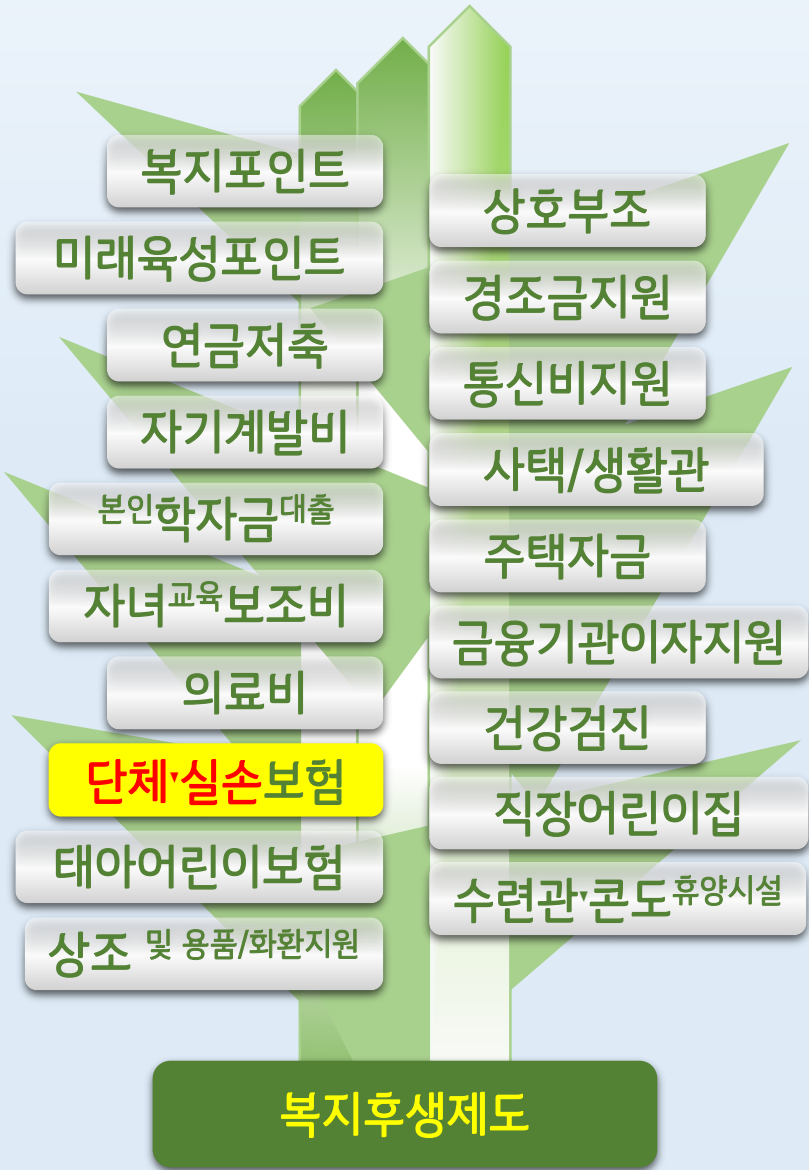 복지포인트
미래육성포인트
연금저축
자기계발비
본인학자금대출
자녀교육보조비
의료비
단체▾실손보험
태아어린이보험
상조 및 용품/화환지원
상호부조
경조금지원
통신비지원
사택/생활관
주택자금
금융기관이자지원
건강검진
직장어린이집
수련관▾콘도휴양시설
복지후생제도